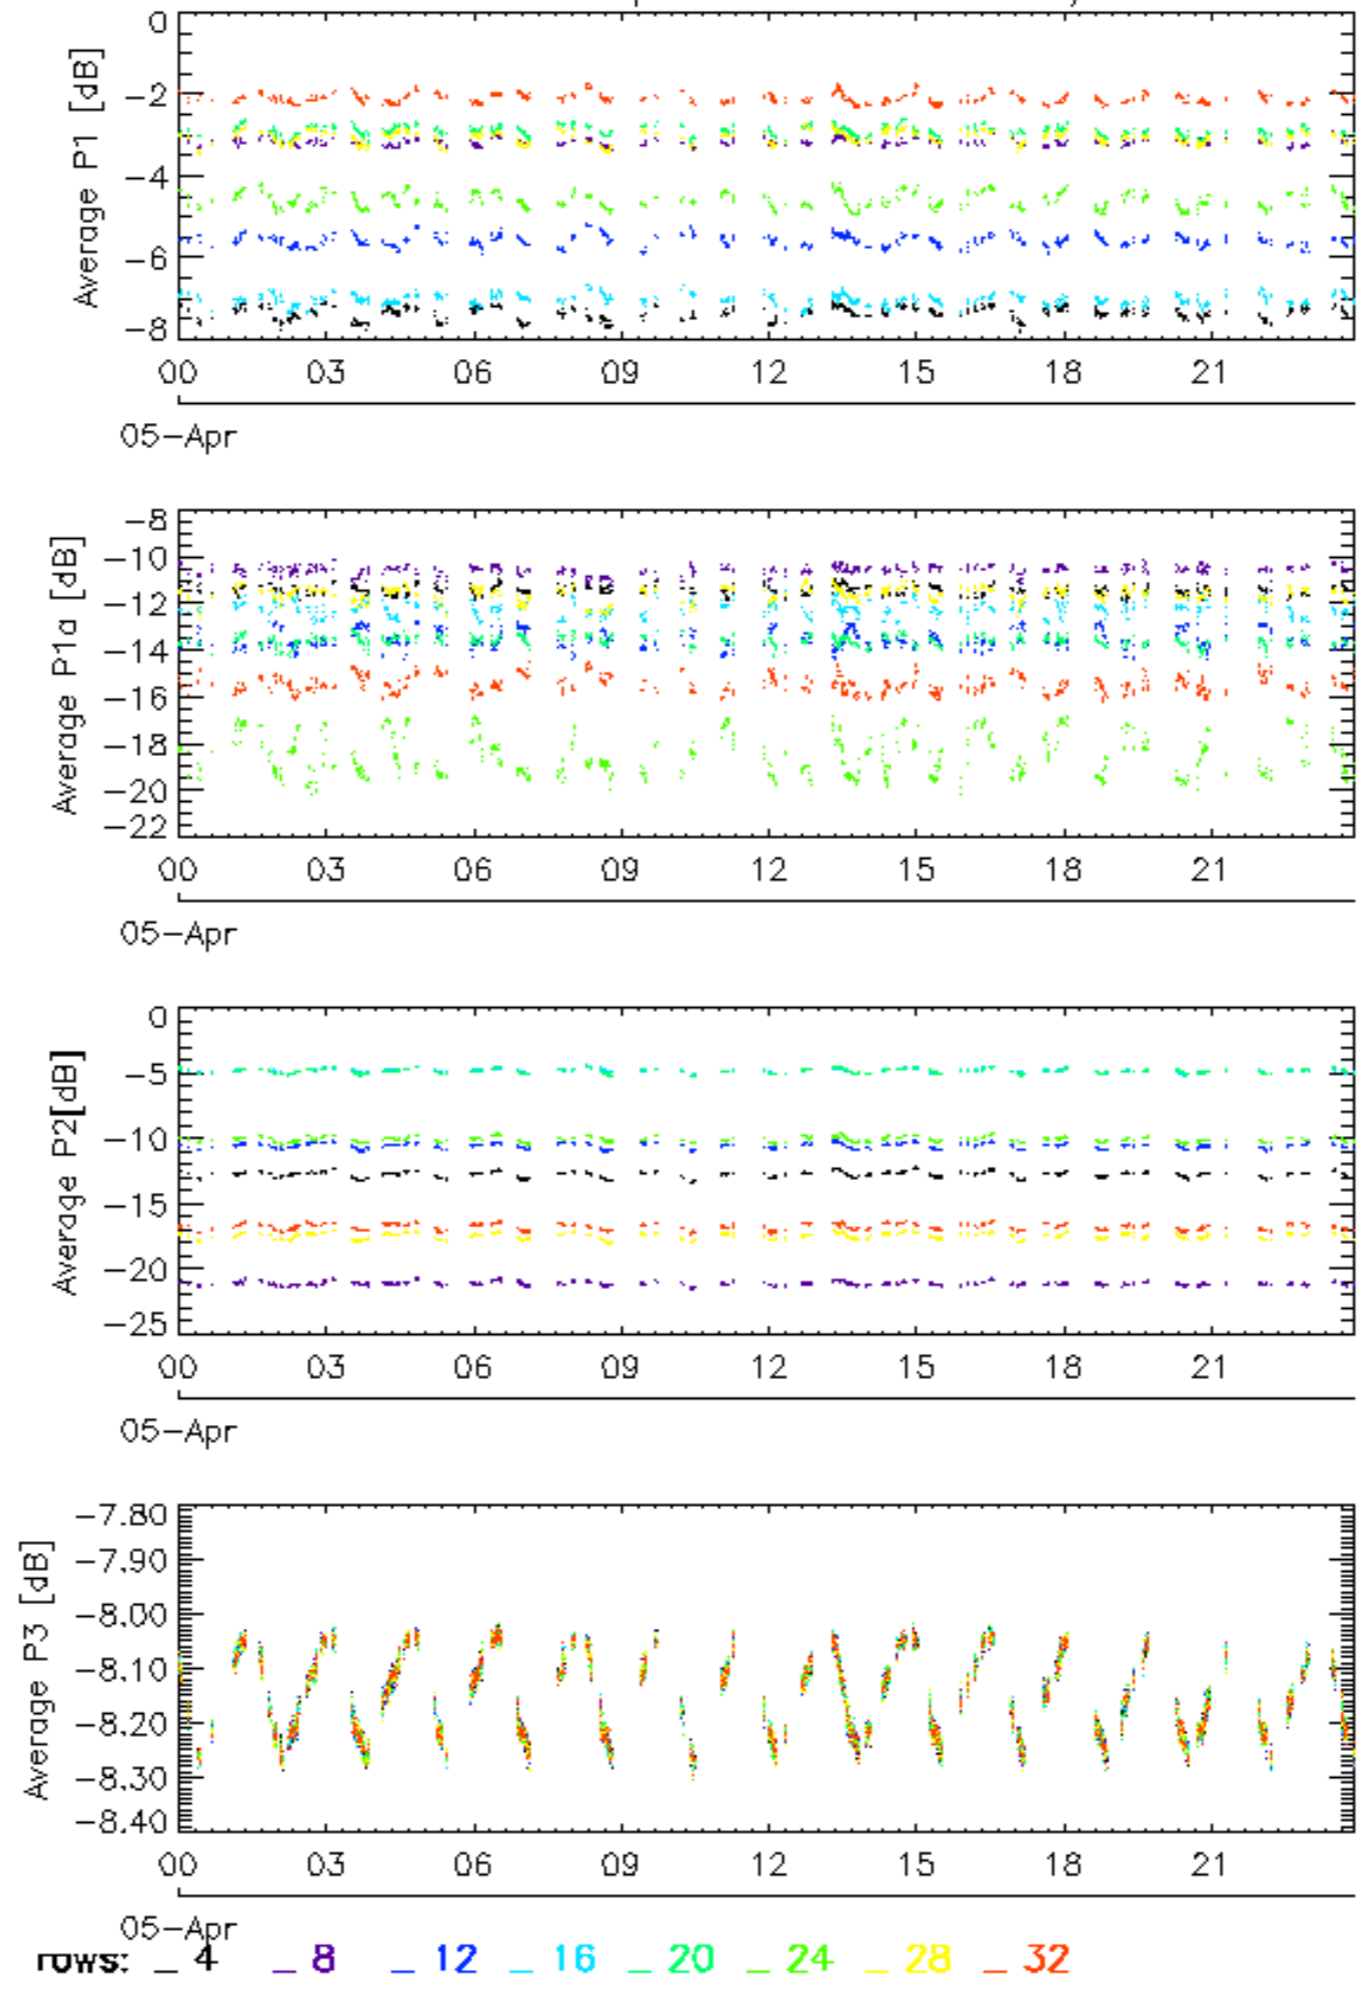 Average P1 [dB]
0
−2
−4
−6
−8
00 03 06 09 12 15 18 21
05−Apr
Average P1a [dB]
−8
−10
−12
−14
−16
−18
−20
−22
00 03 06 09 12 15 18 21
05−Apr
Average P2[dB]
0
−5
−10
−15
−20
−25
00 03 06 09 12 15 18 21
05−Apr
Average P3 [dB]
−7.80
−7.90
−8.00
−8.10
−8.20
−8.30
−8.40
00 03 06 09 12 15 18 21
05−Apr
rows: _ 4 _ 8 _ 12 _ 16 _ 20 _ 24 _ 28 _ 32